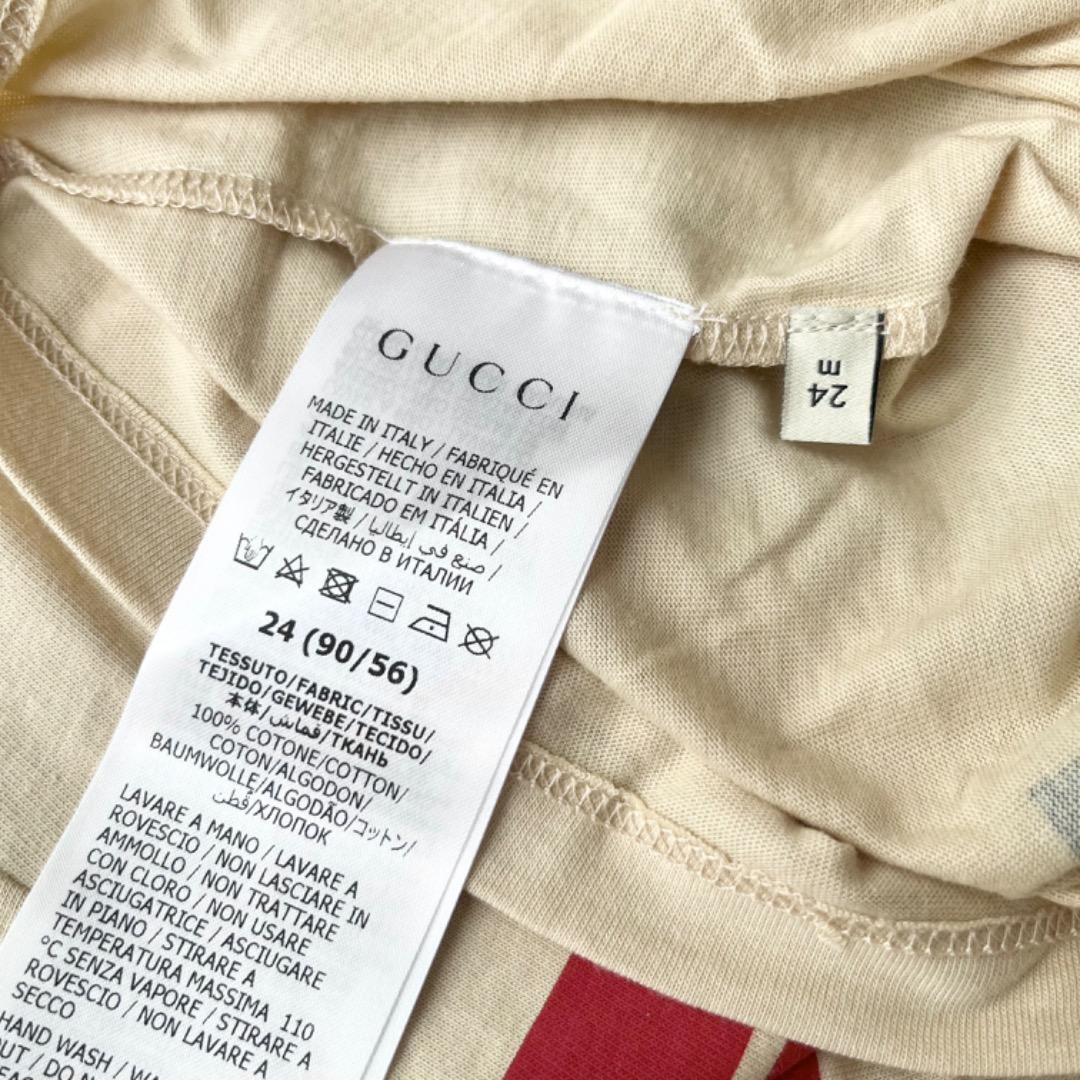 GUCCI
MADE IN ITALY / FABRIQUÉ EN
ITALIE / HECHO EN ITALIA /
HERGESTELLT IN ITALIEN /
FABRICADO EM ITÁLIA /
イタリア製 / صنع في إيطاليا /
СДЕЛАНО В ИТАЛИИ
24 (90/56)
TESSUTO/FABRIC/TISSU/
TEJIDO/GEWEBE/TECIDO/
本体/قماش/ТКАНЬ
100% COTONE/COTTON/
COTON/ALGODON/
BAUMWOLLE/ALGODÃO/コットン/
قطن/ХЛОПОК
LAVARE A MANO / LAVARE A
ROVESCIO / NON LASCIARE IN
AMMOLLO / NON TRATTARE
CON CLORO / NON USARE
ASCIUGATRICE / ASCIUGARE
IN PIANO / STIRARE A
TEMPERATURA MASSIMA 110
°C SENZA VAPORE / STIRARE A
ROVESCIO / NON LAVARE A
SECCO
HAND WASH /
OUT / DO
24
m